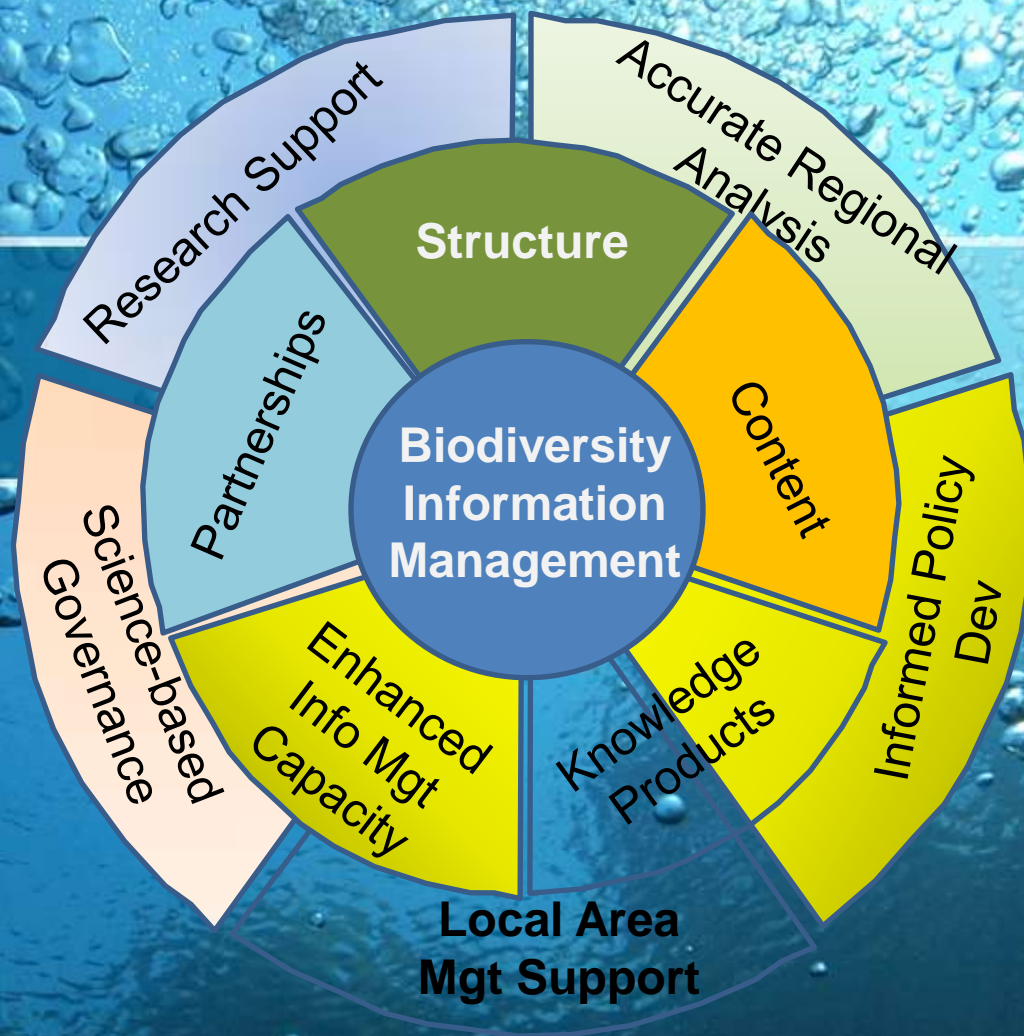 Research Support
Accurate Regional
Analysis
Structure
Partnerships
Content
Biodiversity
Information
Management
Science-based
Governance
Enhanced
Info Mgt
Capacity
Knowledge
Products
Informed Policy
Dev
Local Area
Mgt Support